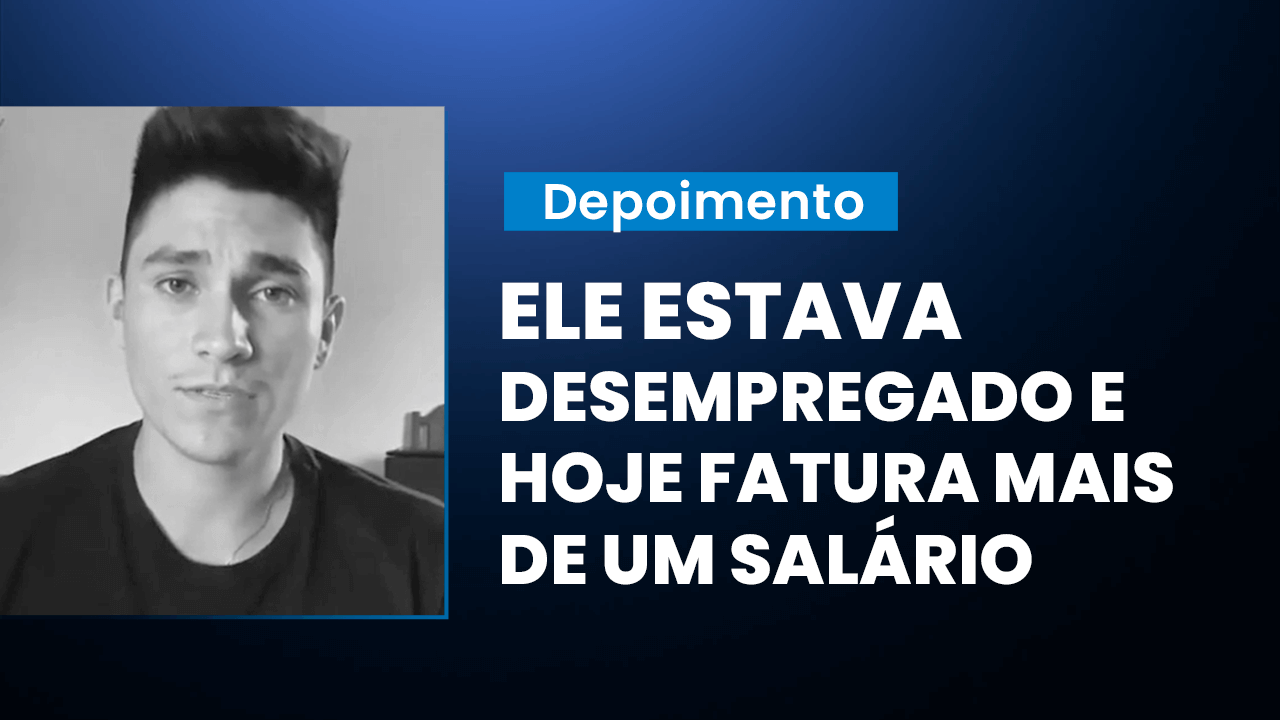 Depoimento
ELE ESTAVA
DESEMPREGADO E
HOJE FATURA MAIS
DE UM SALÁRIO